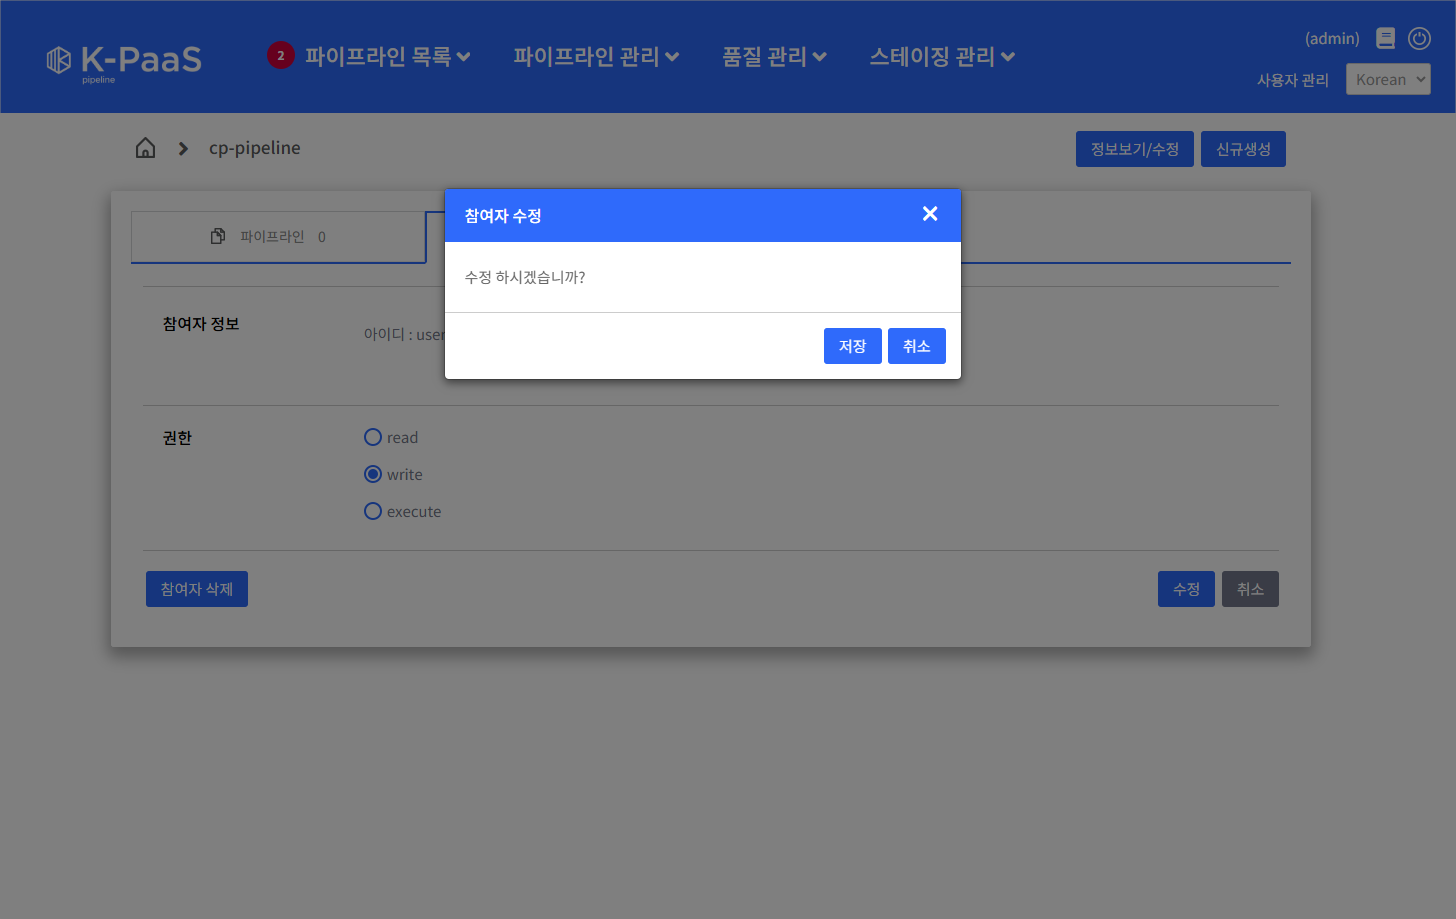 K-PaaS
pipeline
2 파이프라인 목록
파이프라인 관리
품질 관리
스테이징 관리
(admin)
사용자 관리
Korean
cp-pipeline
정보보기/수정
신규생성
파이프라인 0
참여자 수정
수정 하시겠습니까?
저장
취소
참여자 정보
아이디 : user
권한
read
write
execute
참여자 삭제
수정
취소